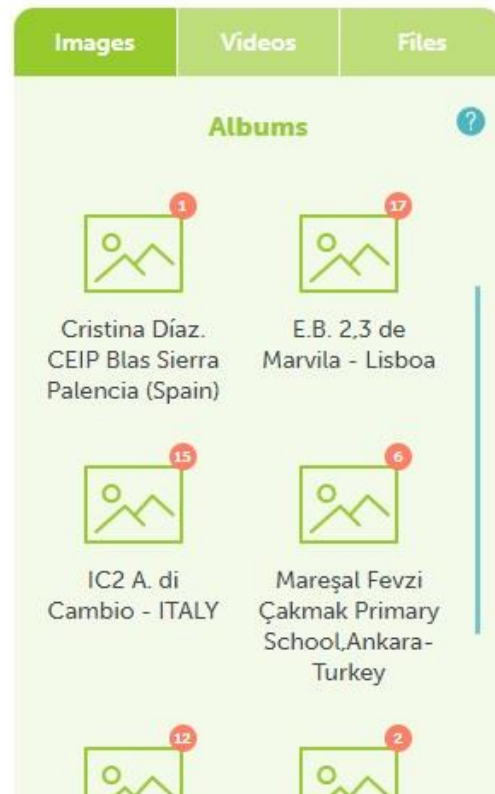 Images Videos Files
Albums ?
1
17
Cristina Díaz.
CEIP Blas Sierra
Palencia (Spain)
E.B. 2,3 de
Marvila - Lisboa
15
6
IC2 A. di
Cambio - ITALY
Mareşal Fevzi
Çakmak Primary
School,Ankara-
Turkey
12
2